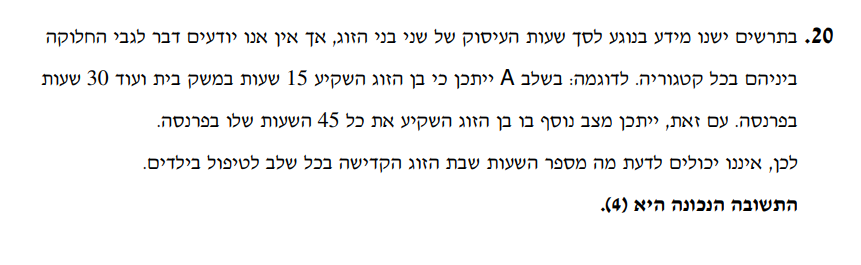 20. בתרשים ישנו מידע בנוגע לסך שעות העיסוק של שני בני הזוג, אך אין אנו יודעים דבר לגבי החלוקה
ביניהם בכל קטגוריה. לדוגמה: בשלב A ייתכן כי בן הזוג השקיע 15 שעות במשק בית ועוד 30 שעות
בפרנסה. עם זאת, ייתכן מצב נוסף בו בן הזוג השקיע את כל 45 השעות שלו בפרנסה.
לכן, איננו יכולים לדעת מה מספר השעות שבת הזוג הקדישה בכל שלב לטיפול בילדים.
התשובה הנכונה היא (4).